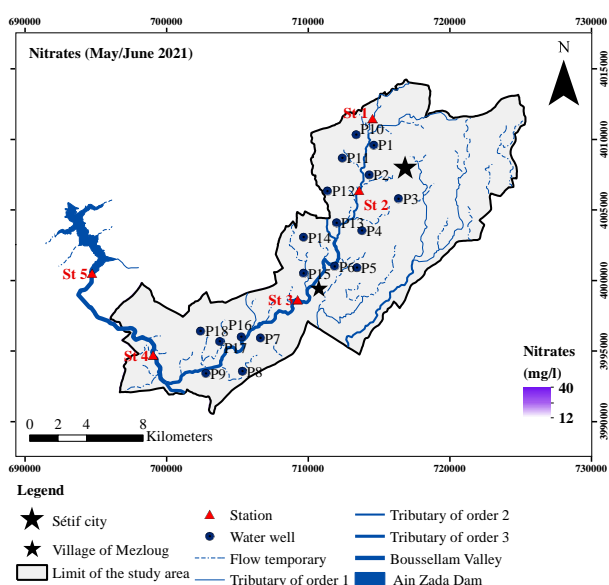 690000 700000 710000 720000 730000
Nitrates (May/June 2021)
N
4015000
4010000
4005000
4000000
3995000
3990000
St 1
P10
P1
P11
P2
P12
St 2
P3
P13
P4
P14
P6
P5
P15
St 5
St 3
P18
P16
P17
P7
St 4
P9
P8
Nitrates
(mg/l)
40
12
0 2 4 8
Kilometers
690000 700000 710000 720000 730000
Legend
Sétif city
Village of Mezloug
Limit of the study area
Station
Water well
Flow temporary
Tributary of order 1
Tributary of order 2
Tributary of order 3
Boussellam Valley
Ain Zada Dam